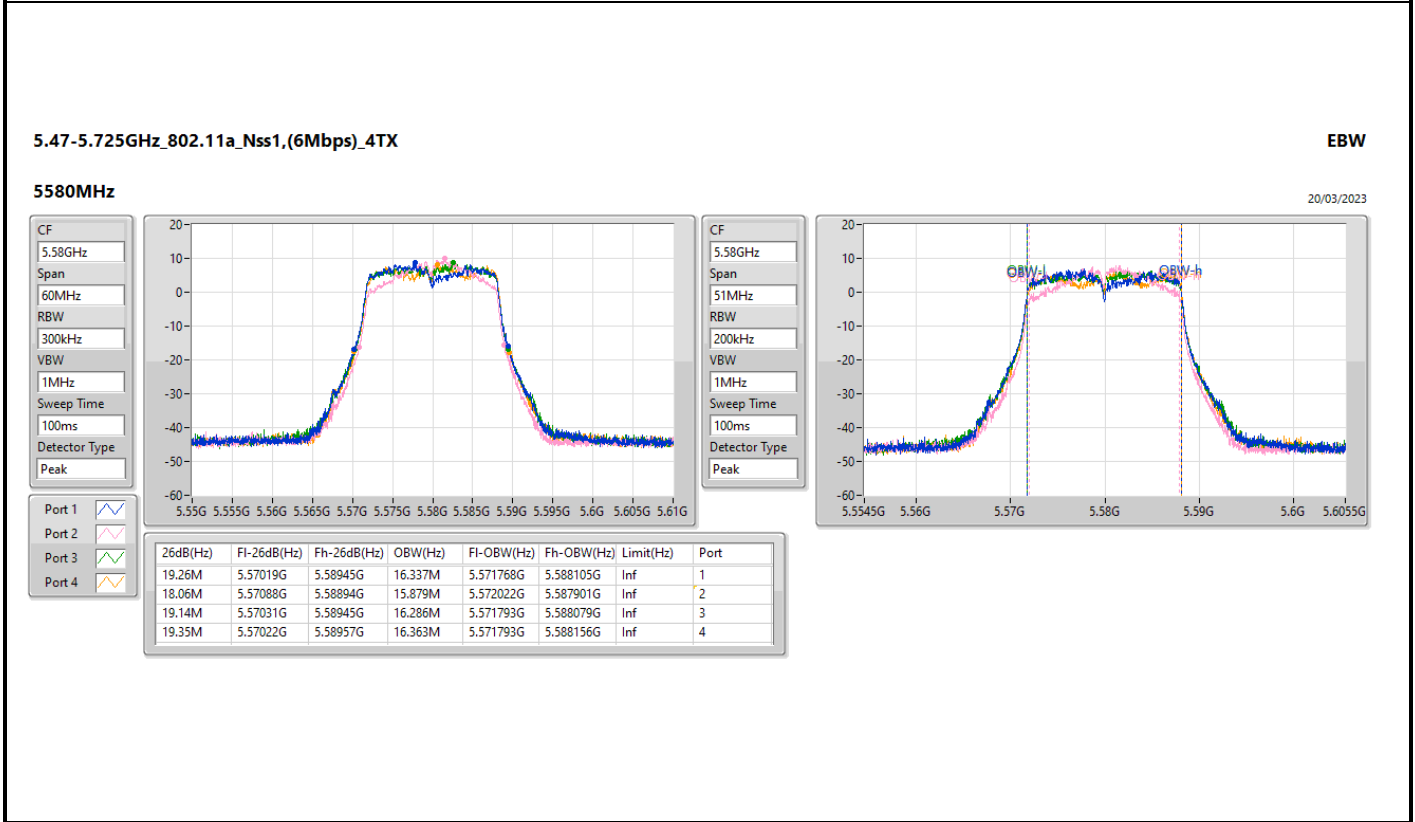 5.47-5.725GHz_802.11a_Nss1,(6Mbps)_4TX EBW
5580MHz 20/03/2023
CF
5.58GHz
Span
60MHz
RBW
300kHz
VBW
1MHz
Sweep Time
100ms
Detector Type
Peak
20
10
0
-10
-20
-30
-40
-50
-60
5.55G 5.555G 5.56G 5.565G 5.57G 5.575G 5.58G 5.585G 5.59G 5.595G 5.6G 5.605G 5.61G
CF
5.58GHz
Span
51MHz
RBW
200kHz
VBW
1MHz
Sweep Time
100ms
Detector Type
Peak
20
10
0
-10
-20
-30
-40
-50
-60
OBW-l OBW-h
5.5545G 5.56G 5.57G 5.58G 5.59G 5.6G 5.6055G
Port 1
Port 2
Port 3
Port 4
26dB(Hz) Fl-26dB(Hz) Fh-26dB(Hz) OBW(Hz) Fl-OBW(Hz) Fh-OBW(Hz) Limit(Hz) Port
19.26M 5.57019G 5.58945G 16.337M 5.571768G 5.588105G Inf 1
18.06M 5.57088G 5.58894G 15.879M 5.572022G 5.587901G Inf 2
19.14M 5.57031G 5.58945G 16.286M 5.571793G 5.588079G Inf 3
19.35M 5.57022G 5.58957G 16.363M 5.571793G 5.588156G Inf 4